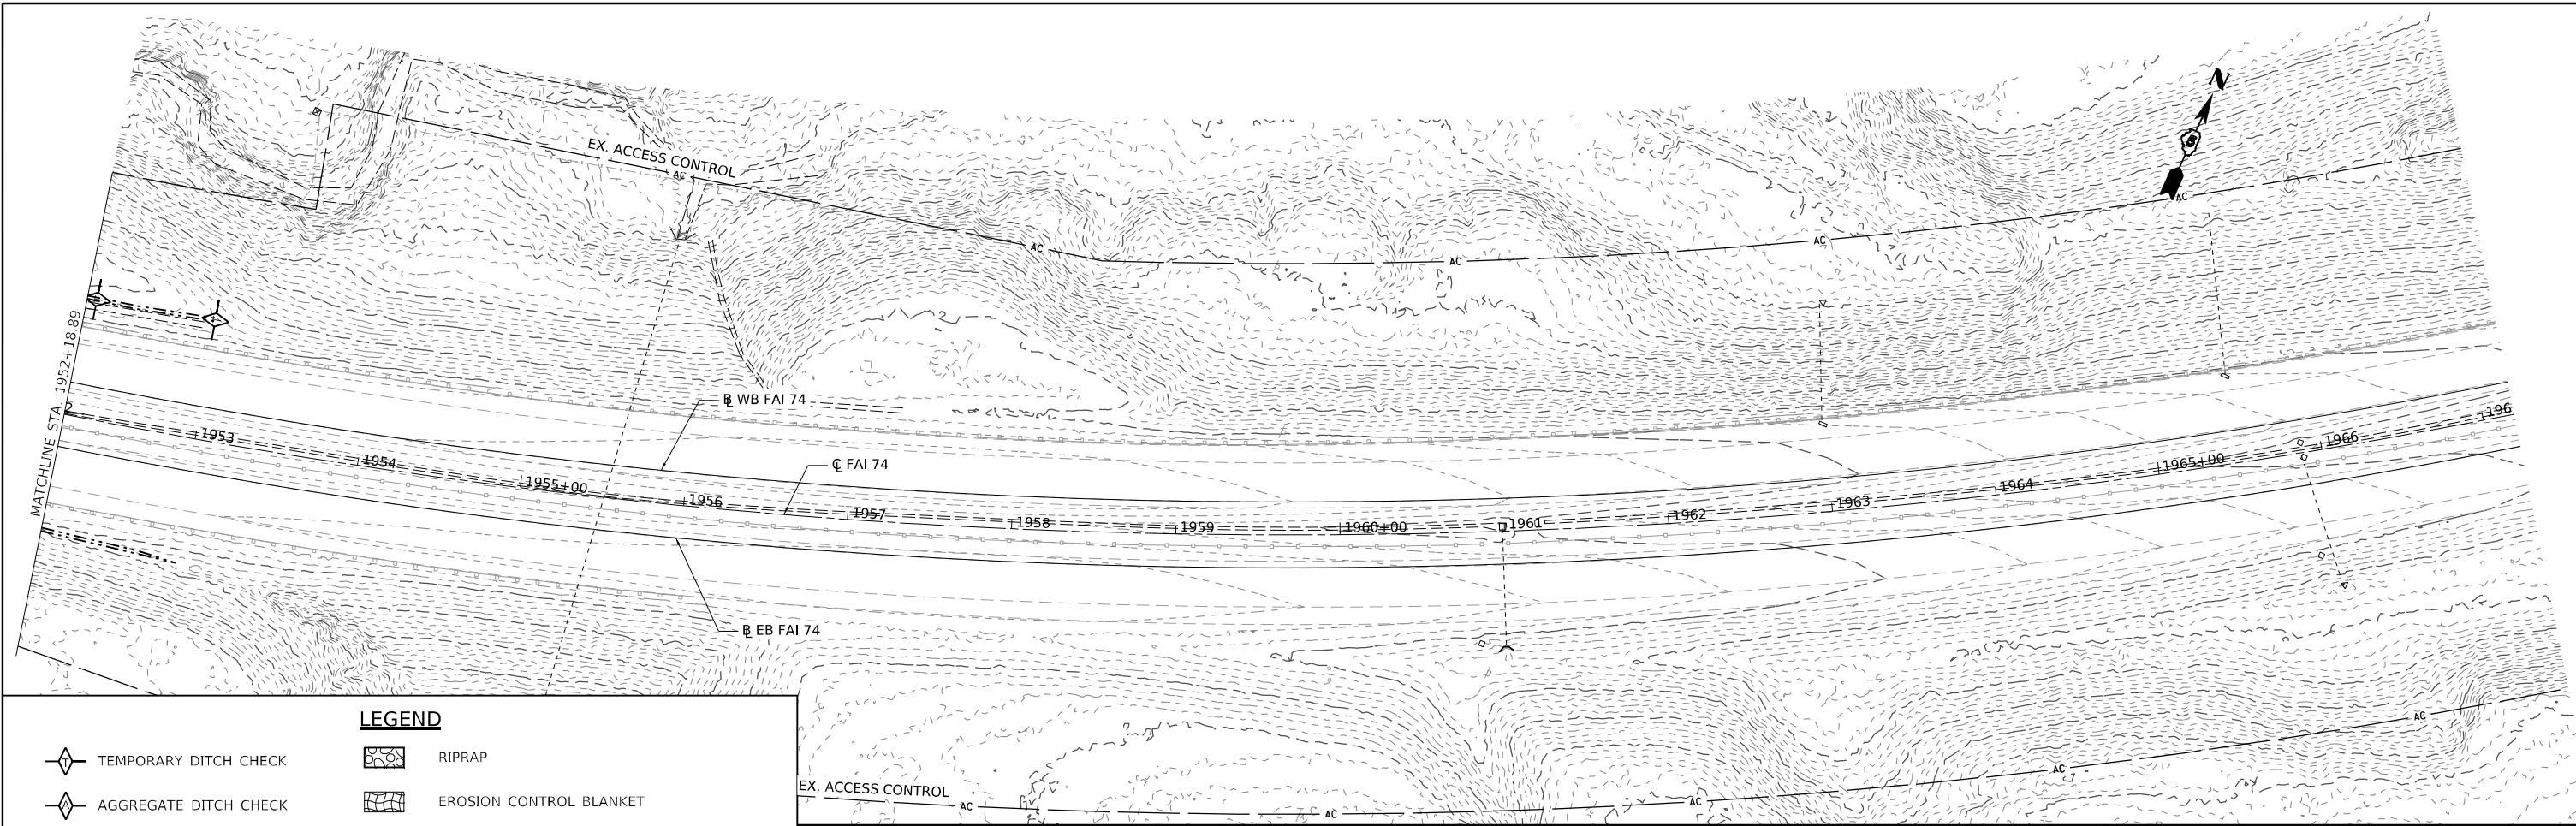 N
EX. ACCESS CONTROL
AC
AC
AC
AC
AC
MATCHLINE STA. 1952+18.89
℄ FAI 74
WB FAI 74
EB FAI 74
1953
1954
1955+00
1956
1957
1958
1959
1960+00
1961
1962
1963
1964
1965+00
1966
196
EX. ACCESS CONTROL
AC
AC
AC
AC
AC
LEGEND
T TEMPORARY DITCH CHECK
A AGGREGATE DITCH CHECK
RIPRAP
EROSION CONTROL BLANKET